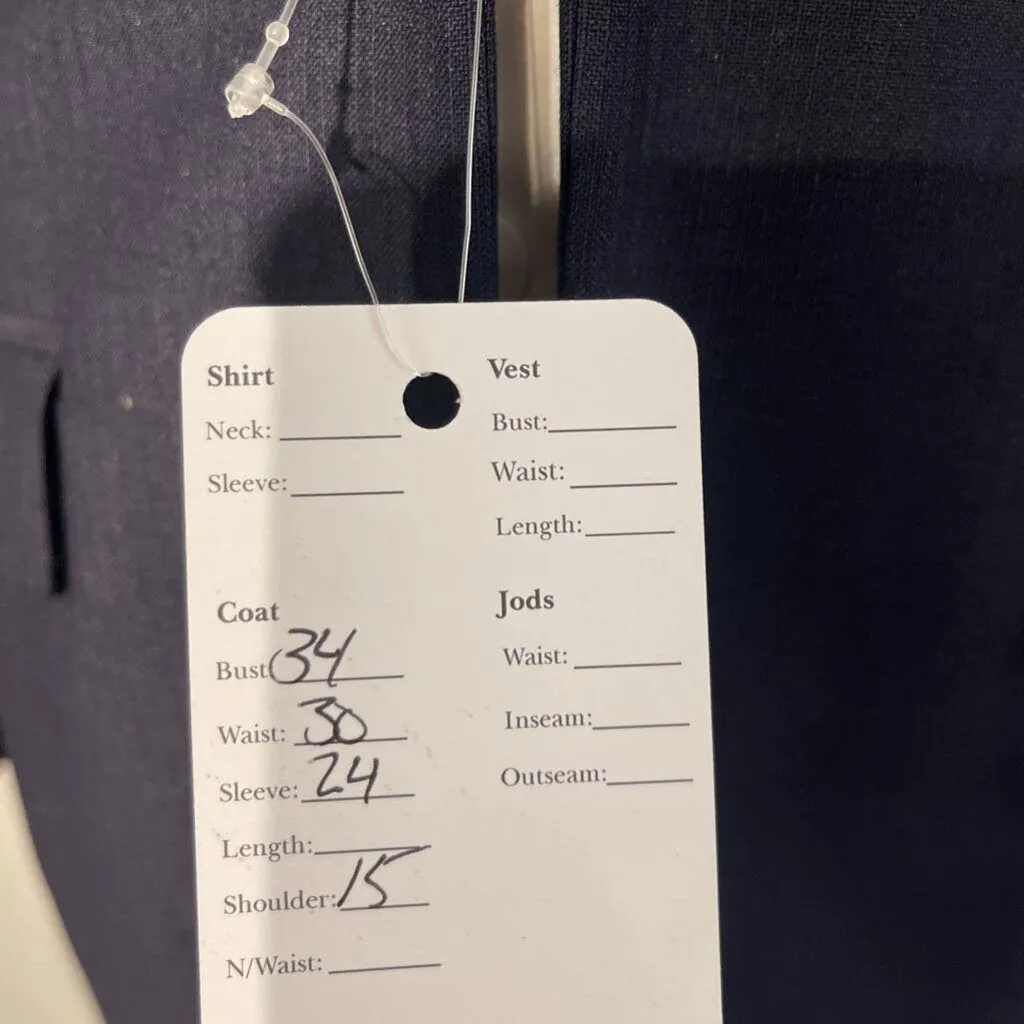 Shirt
Neck:
Sleeve:
Vest
Bust:
Waist:
Length:
Coat
Bust 34
Waist: 30
Sleeve: 24
Length:
Shoulder: 15
N/Waist:
Jods
Waist:
Inseam:
Outseam: